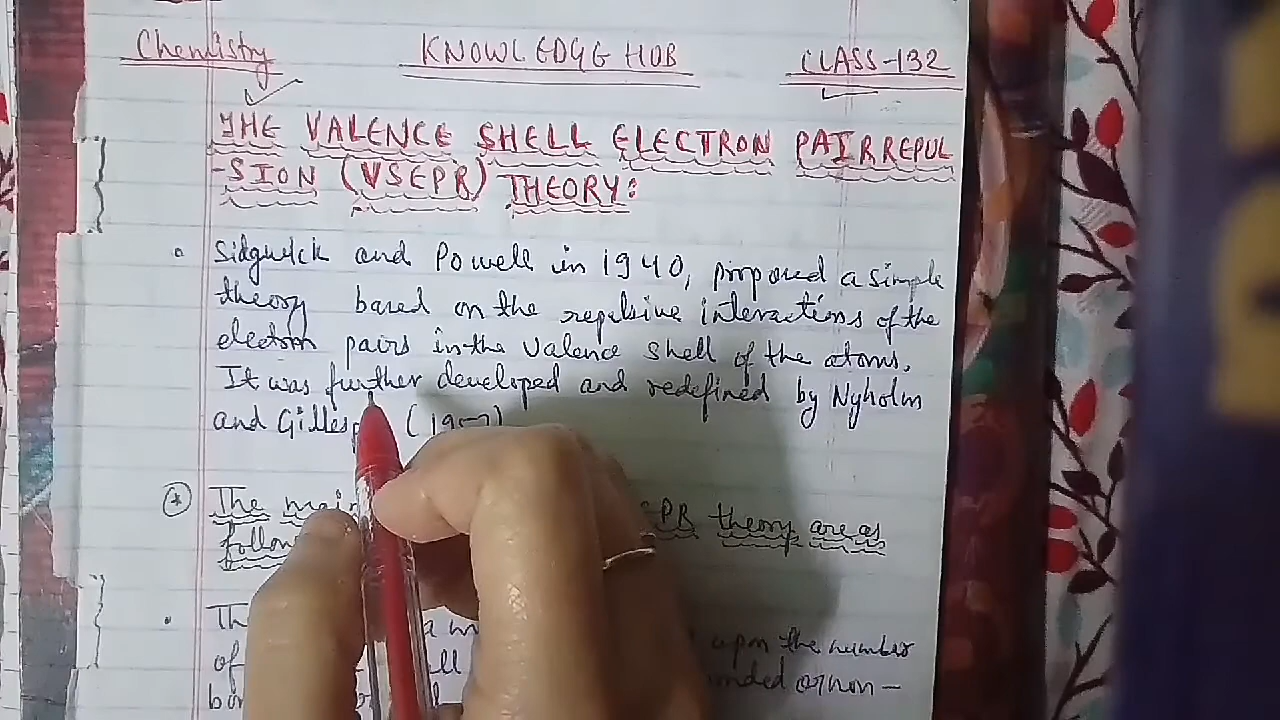 Chemistry KNOWLEDGE HUB CLASS-132
THE VALENCE SHELL ELECTRON PAIR REPUL
-SION (VSEPR) THEORY:
Sidgwick and Powell in 1940, proposed a simple
theory based on the repulsive interactions of the
electron pairs in the valence shell of the atoms.
It was further developed and redefined by Nyholm
and (1957)
The theory are as
upon the number
of
or non-